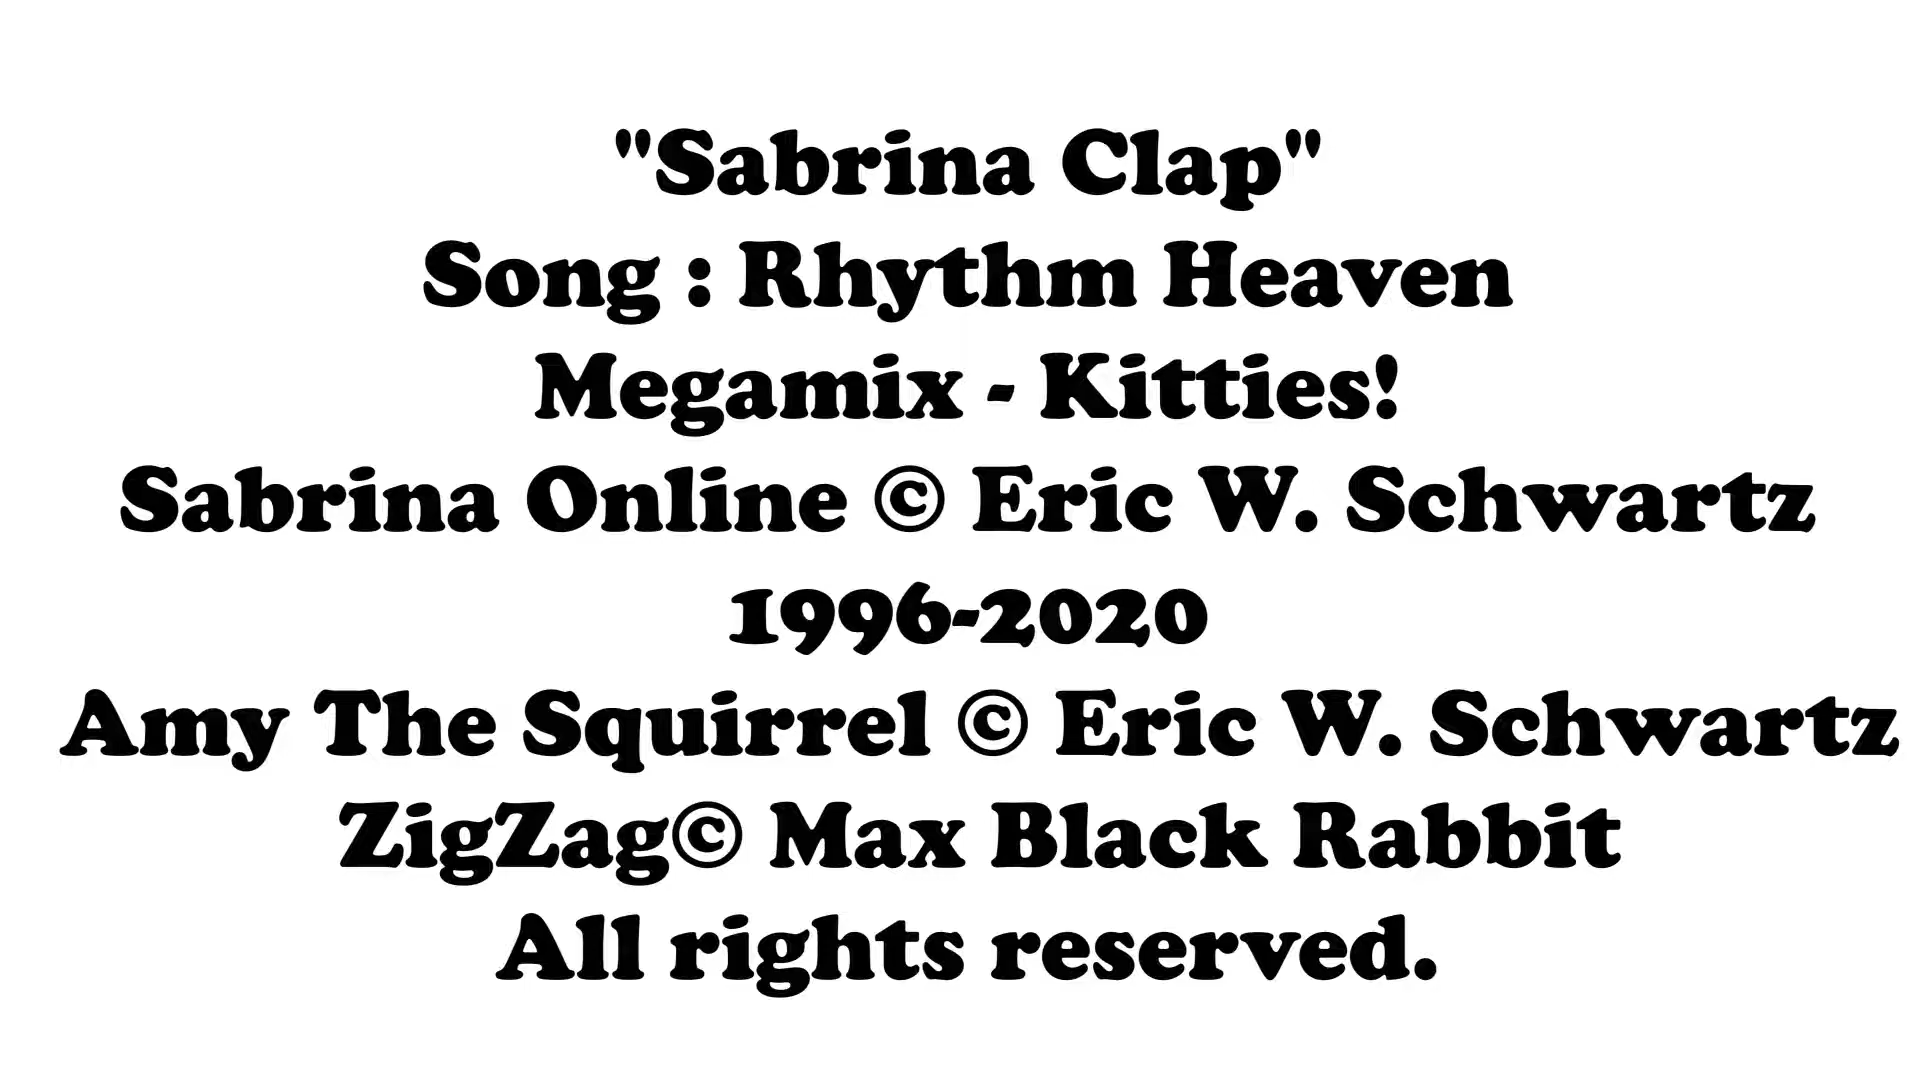 "Sabrina Clap"
Song : Rhythm Heaven
Megamix - Kitties!
Sabrina Online © Eric W. Schwartz
1996-2020
Amy The Squirrel © Eric W. Schwartz
ZigZag© Max Black Rabbit
All rights reserved.